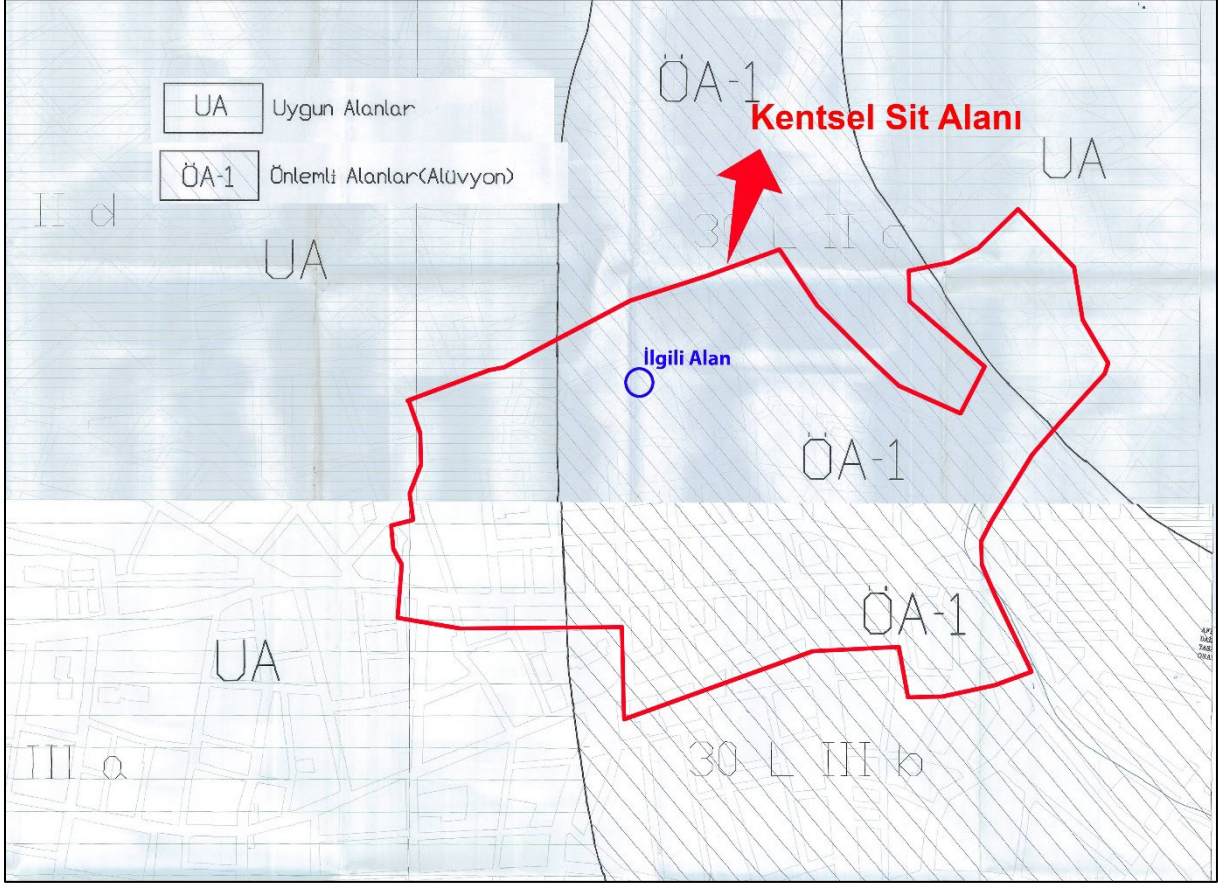 ÖA-1
UA Uygun Alanlar
Kentsel Sit Alanı
UA
ÖA-1 Önlemli Alanlar(Alüvyon)
II d
30 L II c
UA
İlgili Alan
ÖA-1
ÖA-1
UA
30 L III b
III a